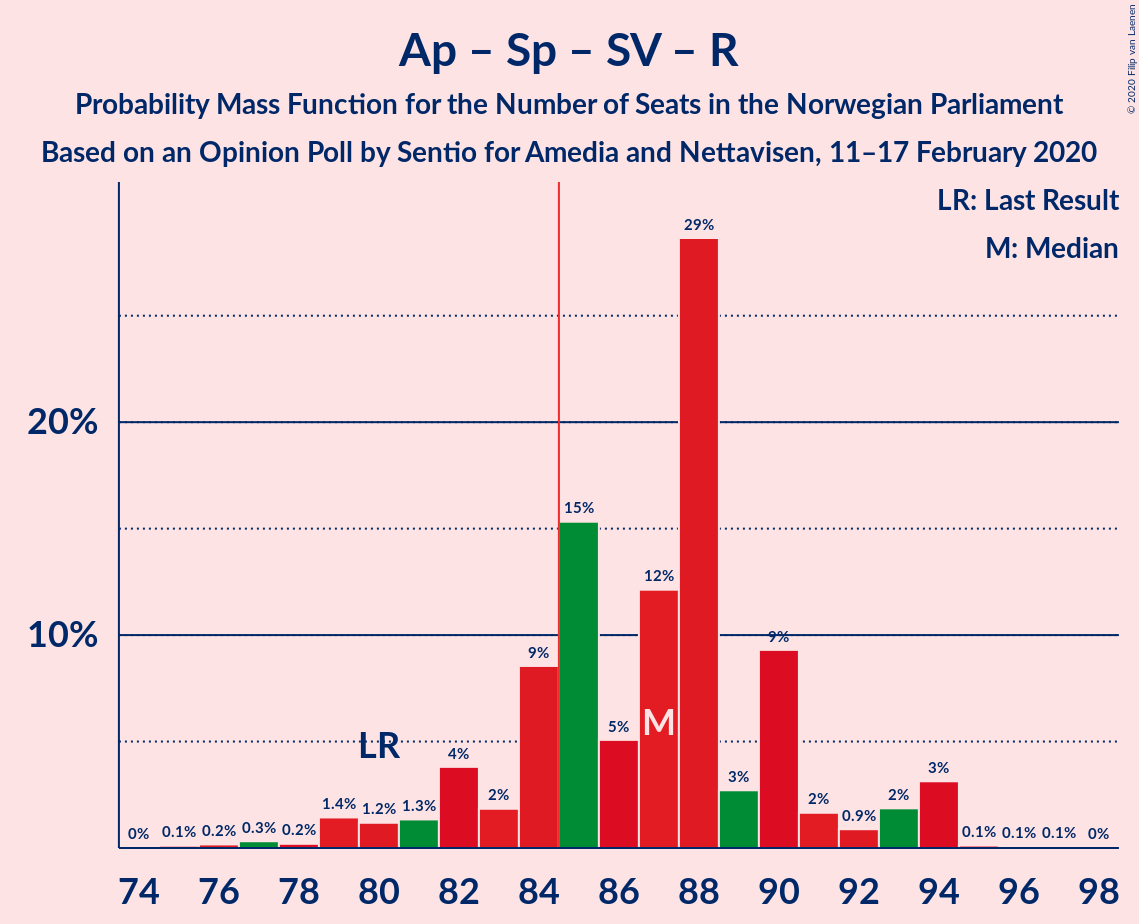 Ap – Sp – SV – R
Probability Mass Function for the Number of Seats in the Norwegian Parliament
Based on an Opinion Poll by Sentio for Amedia and Nettavisen, 11–17 February 2020
© 2020 Filip van Laenen
LR: Last Result
M: Median
29%
20%
15%
12%
10%
9%
9%
5%
M
LR
4%
3%
3%
2%
2%
2%
1.4%
1.2%
1.3%
0.9%
0% 0.1% 0.2% 0.3% 0.2%
0.1% 0.1% 0.1% 0%
74 76 78 80 82 84 86 88 90 92 94 96 98